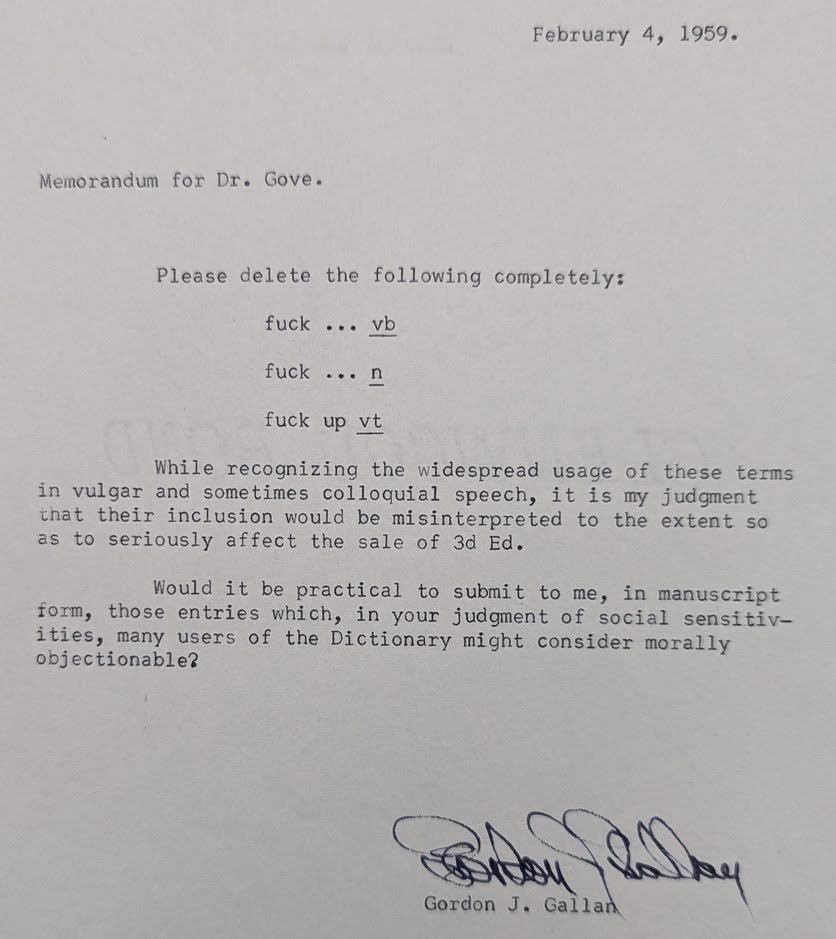 February 4, 1959.
Memorandum for Dr. Gove.
Please delete the following completely:
fuck ... vb
fuck ... n
fuck up vt
While recognizing the widespread usage of these terms
in vulgar and sometimes colloquial speech, it is my judgment
that their inclusion would be misinterpreted to the extent so
as to seriously affect the sale of 3d Ed.
Would it be practical to submit to me, in manuscript
form, those entries which, in your judgment of social sensitiv-
ities, many users of the Dictionary might consider morally
objectionable?
Gordon J. Gallan
Gordon J. Gallan